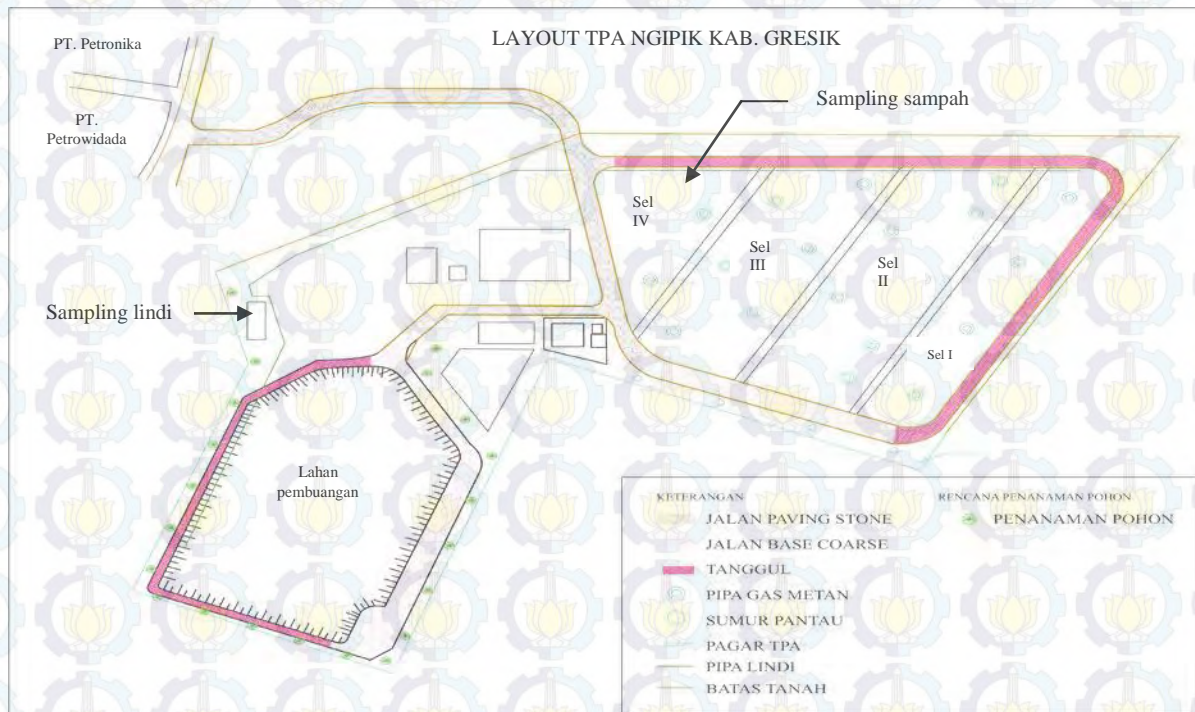 LAYOUT TPA NGIPIK KAB. GRESIK
PT. Petronika
PT.
Petrowidada
Sampling sampah
Sel
IV
Sel
III
Sel
II
Sel I
Sampling lindi
Lahan
pembuangan
KETERANGAN
JALAN PAVING STONE
JALAN BASE COARSE
TANGGUL
PIPA GAS METAN
SUMUR PANTAU
PAGAR TPA
PIPA LINDI
BATAS TANAH
RENCANA PENANAMAN POHON
PENANAMAN POHON